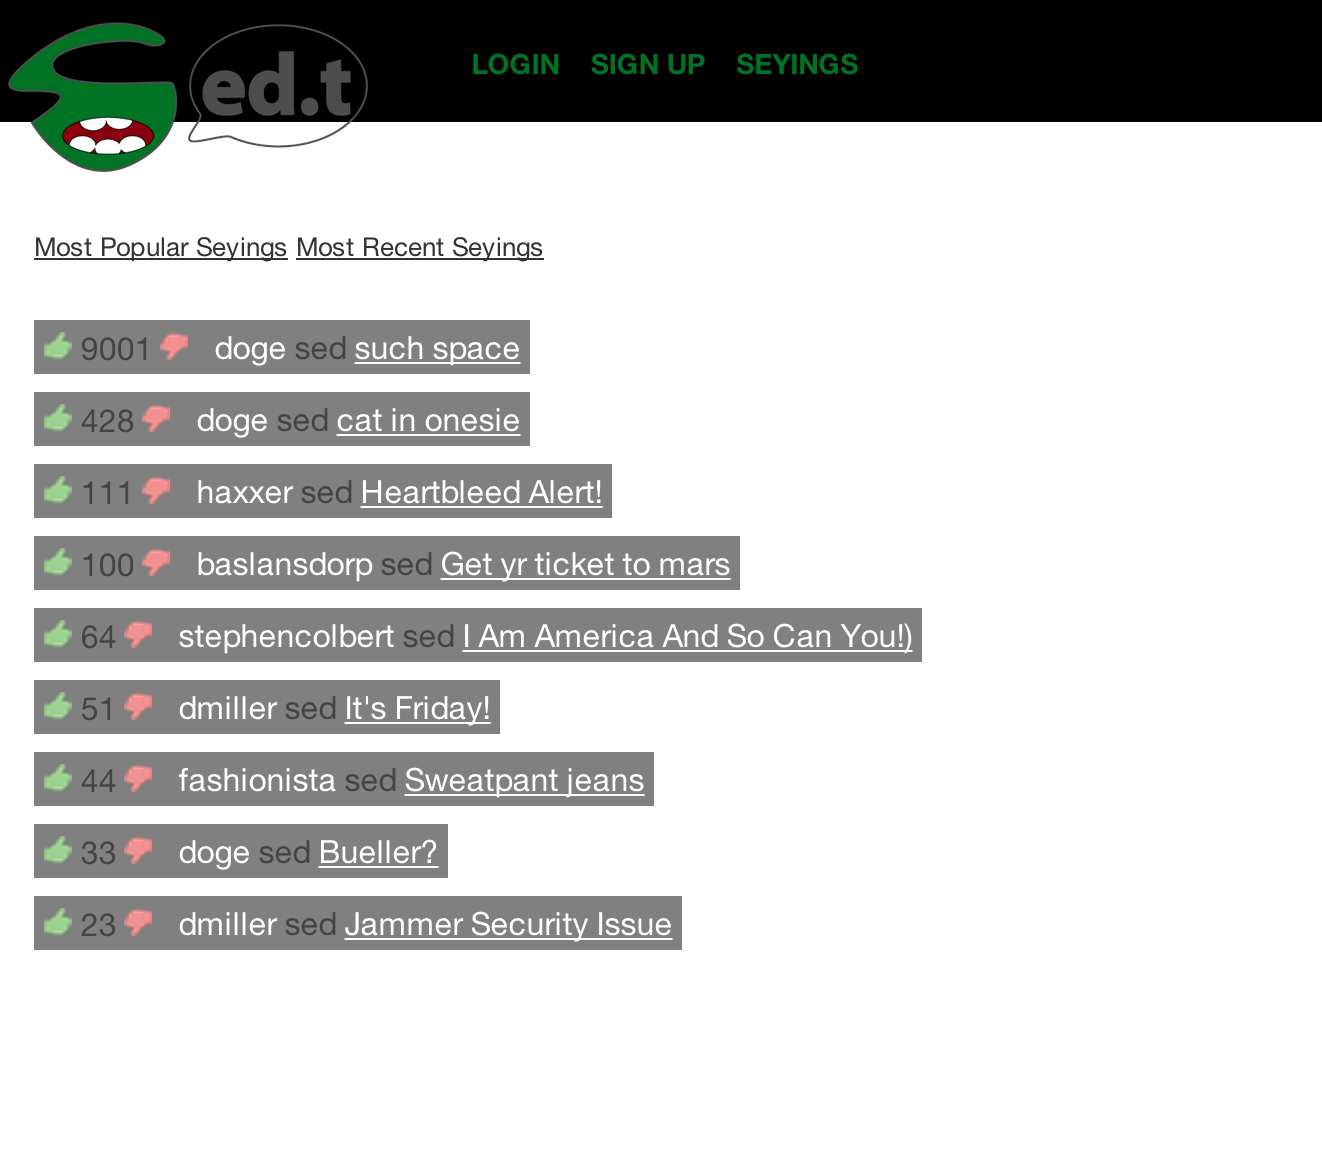 ed.t
LOGIN SIGN UP SEYINGS
Most Popular Seyings Most Recent Seyings
9001 doge sed such space
428 doge sed cat in onesie
111 haxxer sed Heartbleed Alert!
100 baslansdorp sed Get yr ticket to mars
64 stephencolbert sed I Am America And So Can You!)
51 dmiller sed It's Friday!
44 fashionista sed Sweatpant jeans
33 doge sed Bueller?
23 dmiller sed Jammer Security Issue